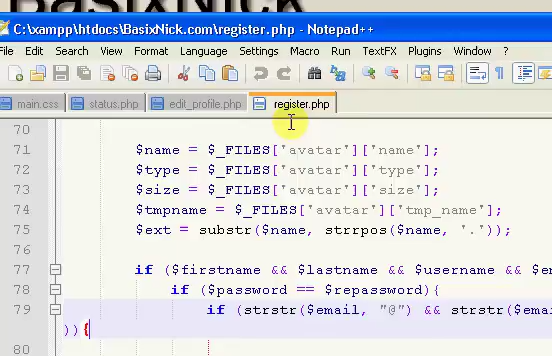 BasixNick
C:\xampp\htdocs\BasixNick.com\register.php - Notepad++
File Edit Search View Encoding Language Settings Macro Run TextFX Plugins Window ?
main.css status.php edit_profile.php register.php
70
71 $name = $_FILES['avatar']['name'];
72 $type = $_FILES['avatar']['type'];
73 $size = $_FILES['avatar']['size'];
74 $tmpname = $_FILES['avatar']['tmp_name'];
75 $ext = substr($name, strrpos($name, '.'));
76
77 if ($firstname && $lastname && $username && $e
78 if ($password == $repassword){
79 if (strstr($email, "@") && strstr($ema
)){
80